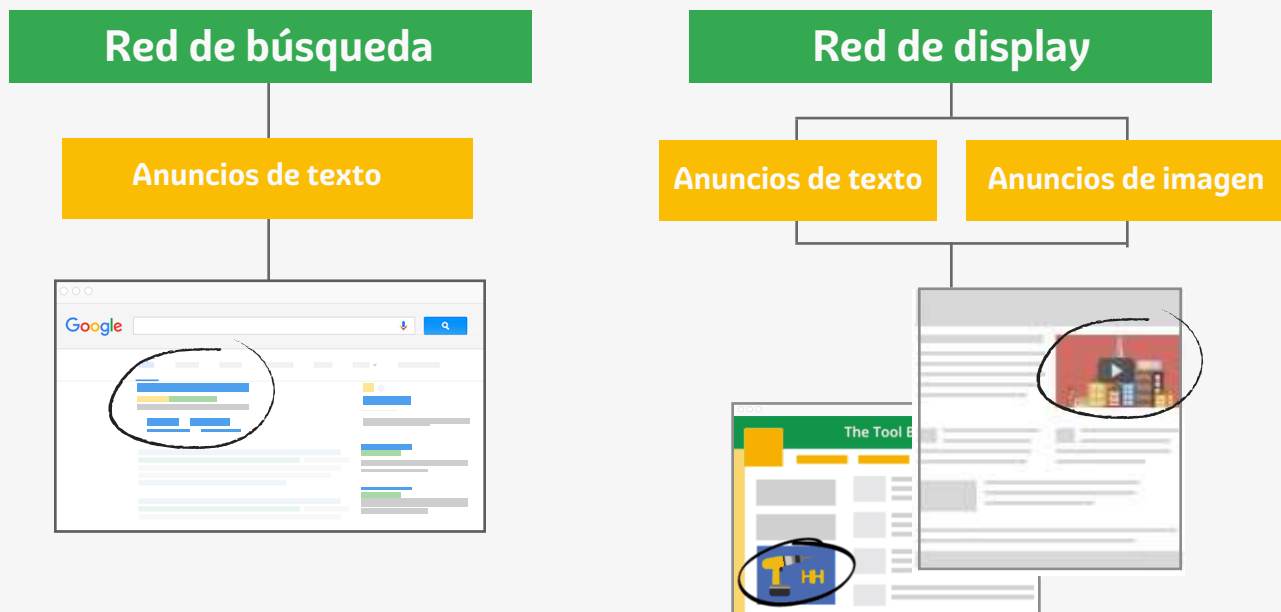 Red de búsqueda
Anuncios de texto
Google
Red de display
Anuncios de texto
Anuncios de imagen
The Tool
HH